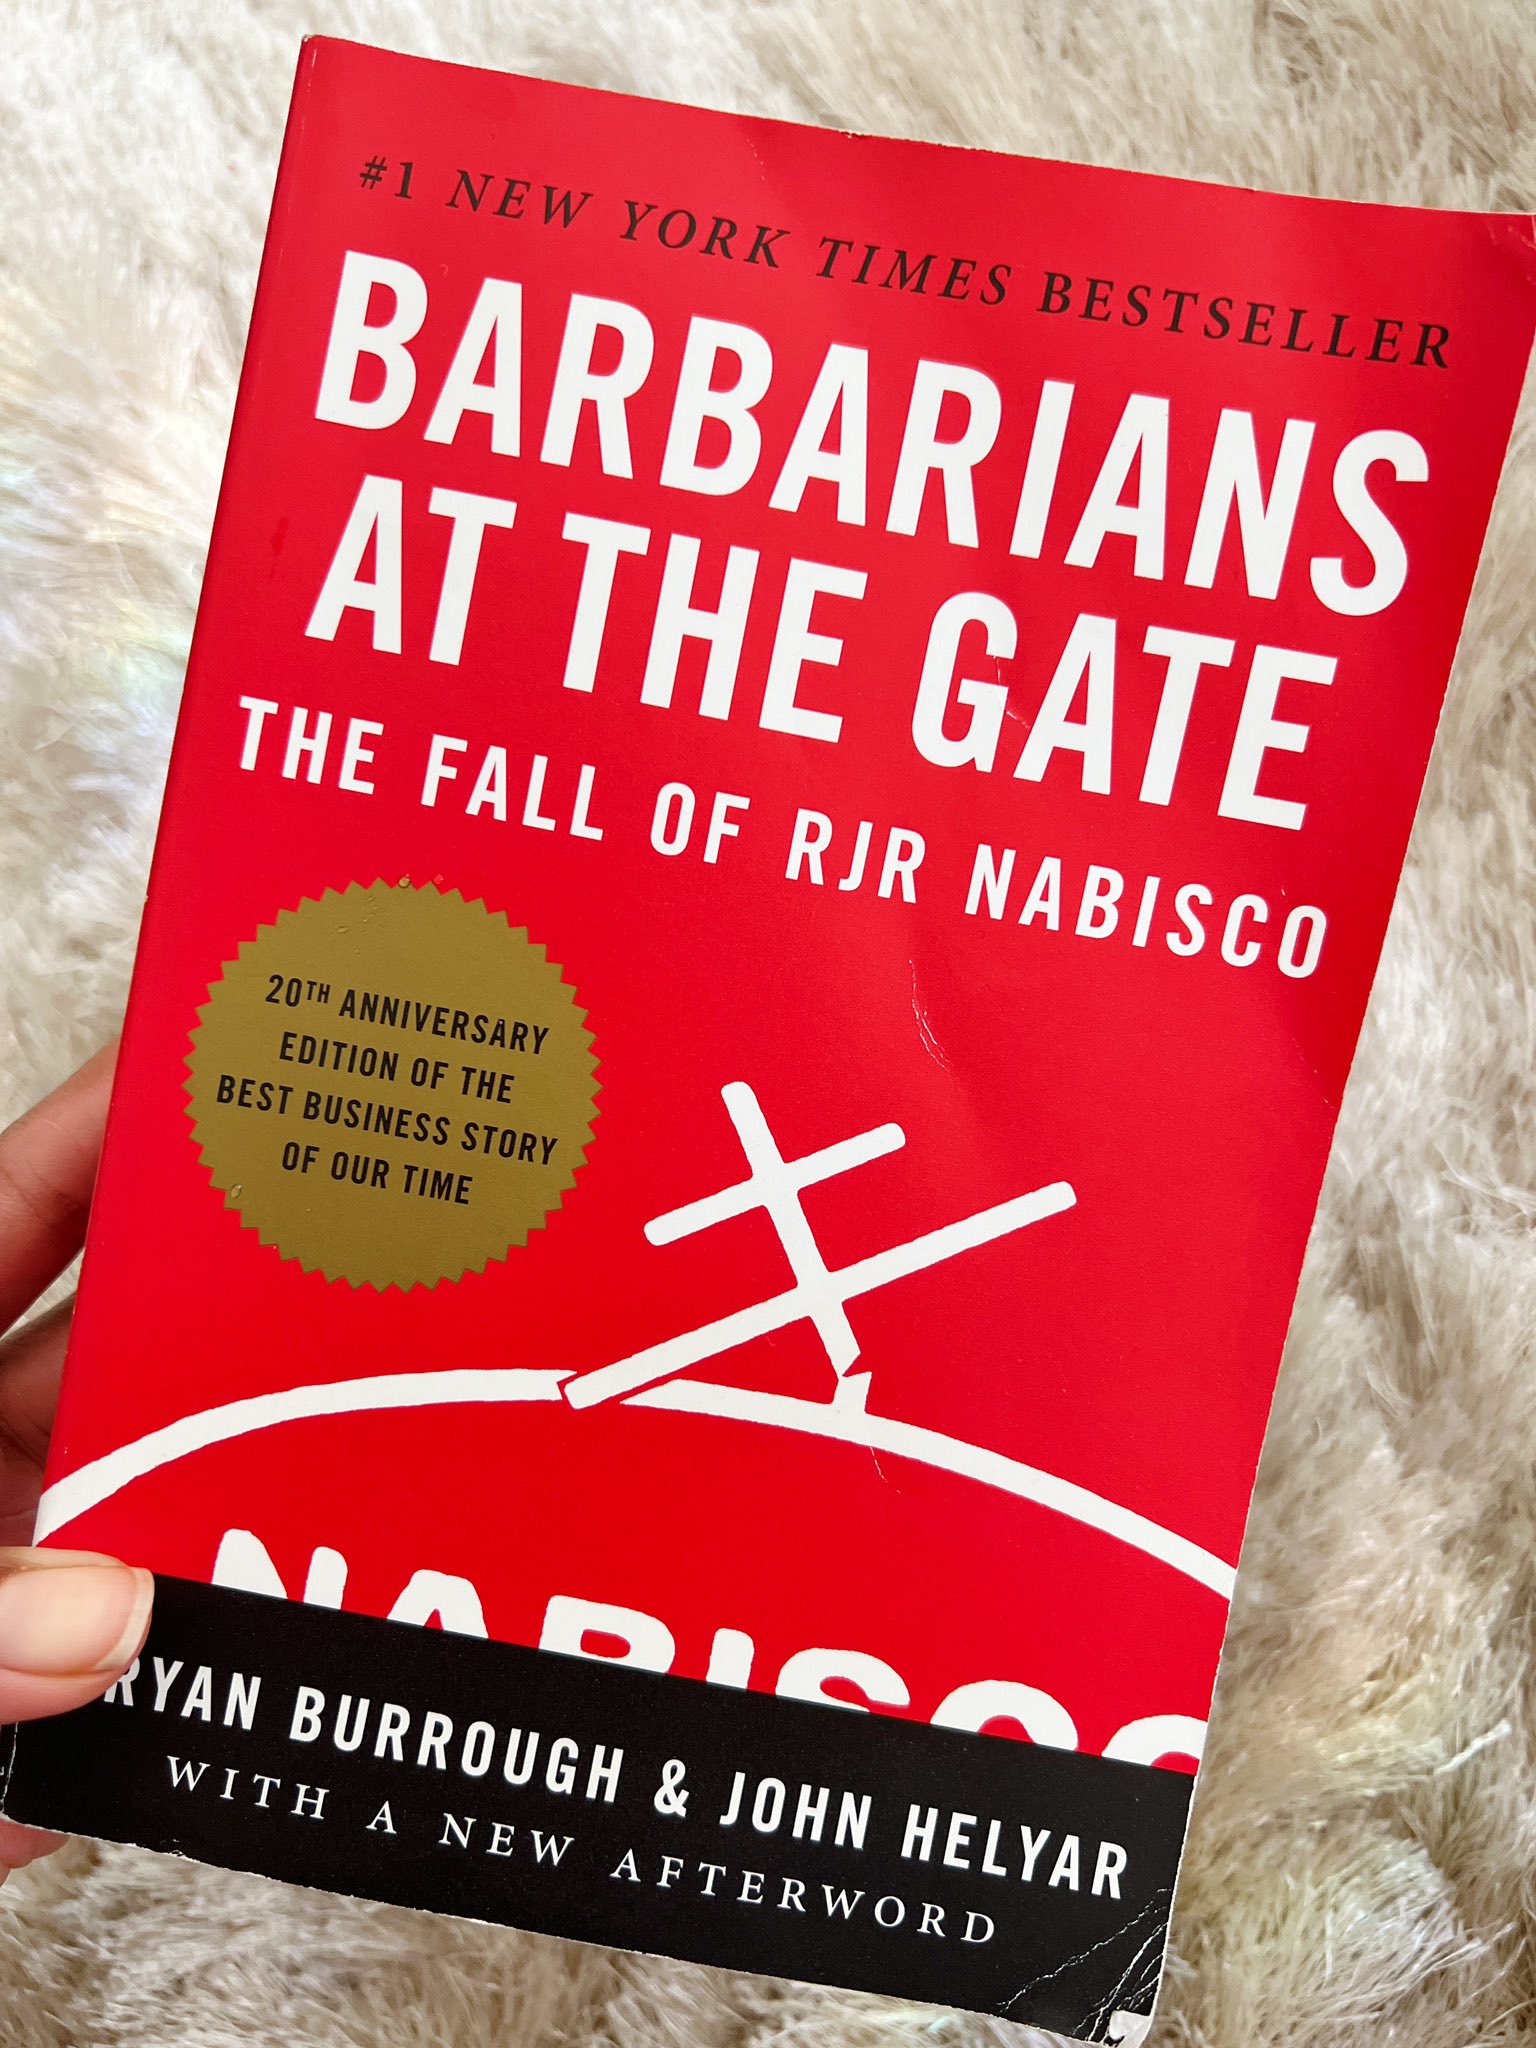 #1 NEW YORK TIMES BESTSELLER
BARBARIANS
AT THE GATE
THE FALL OF RJR NABISCO
20TH ANNIVERSARY
EDITION OF THE
BEST BUSINESS STORY
OF OUR TIME
NABISCO
RYAN BURROUGH & JOHN HELYAR
WITH A NEW AFTERWORD